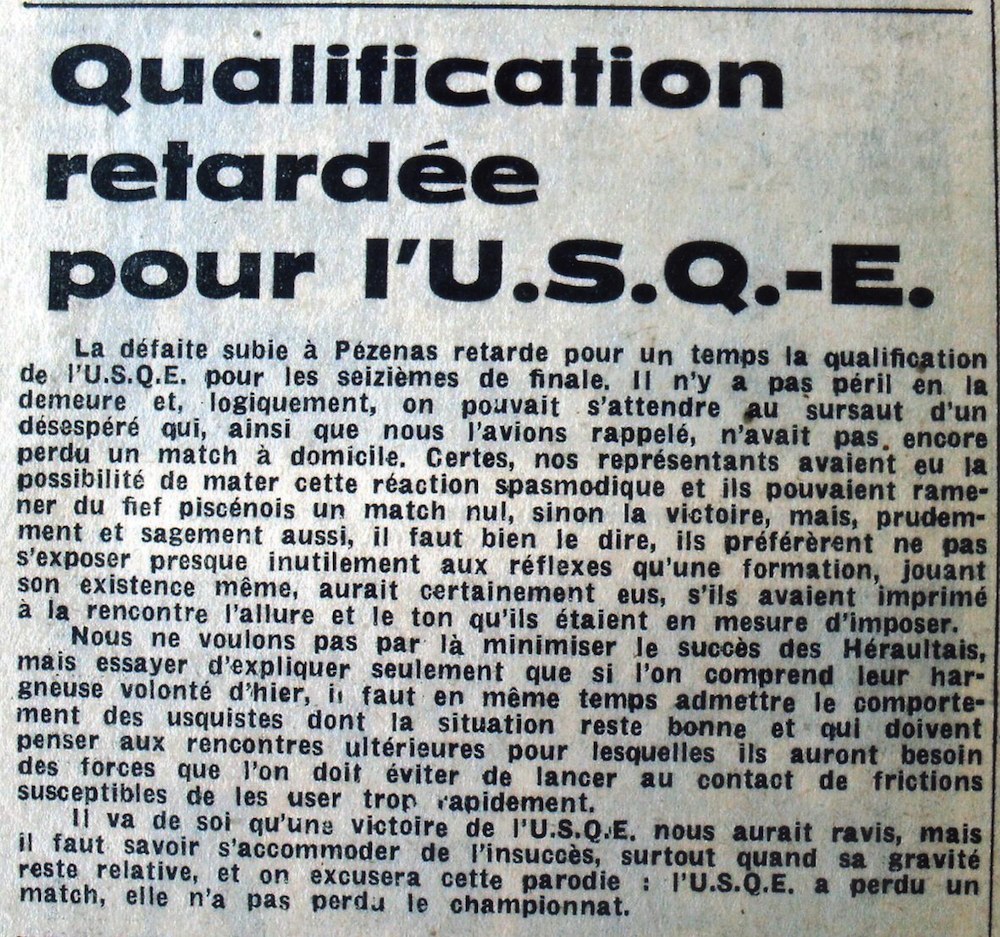 Qualification
retardée
pour l'U.S.Q.-E.
La défaite subie à Pézenas retarde pour un temps la qualification
de l'U.S.Q.E. pour les seizièmes de finale. Il n'y a pas péril en la
demeure et, logiquement, on pouvait s'attendre au sursaut d'un
désespéré qui, ainsi que nous l'avions rappelé, n'avait pas encore
perdu un match à domicile. Certes, nos représentants avaient eu la
possibilité de mater cette réaction spasmodique et ils pouvaient rame-
ner du fief piscénois un match nul, sinon la victoire, mais, prudem-
ment et sagement aussi, il faut bien le dire, ils préférèrent ne pas
s'exposer presque inutilement aux réflexes qu'une formation, jouant
son existence même, aurait certainement eus, s'ils avaient imprimé
à la rencontre l'allure et le ton qu'ils étaient en mesure d'imposer.
Nous ne voulons pas par là minimiser le succès des Héraultais,
mais essayer d'expliquer seulement que si l'on comprend leur har-
gneuse volonté d'hier, il faut en même temps admettre le comporte-
ment des usquistes dont la situation reste bonne et qui doivent
penser aux rencontres ultérieures pour lesquelles ils auront besoin
des forces que l'on doit éviter de lancer au contact de frictions
susceptibles de les user trop rapidement.
Il va de soi qu'une victoire de l'U.S.Q.E. nous aurait ravis, mais
il faut savoir s'accommoder de l'insuccès, surtout quand sa gravité
reste relative, et on excusera cette parodie : l'U.S.Q.E. a perdu un
match, elle n'a pas perdu le championnat.